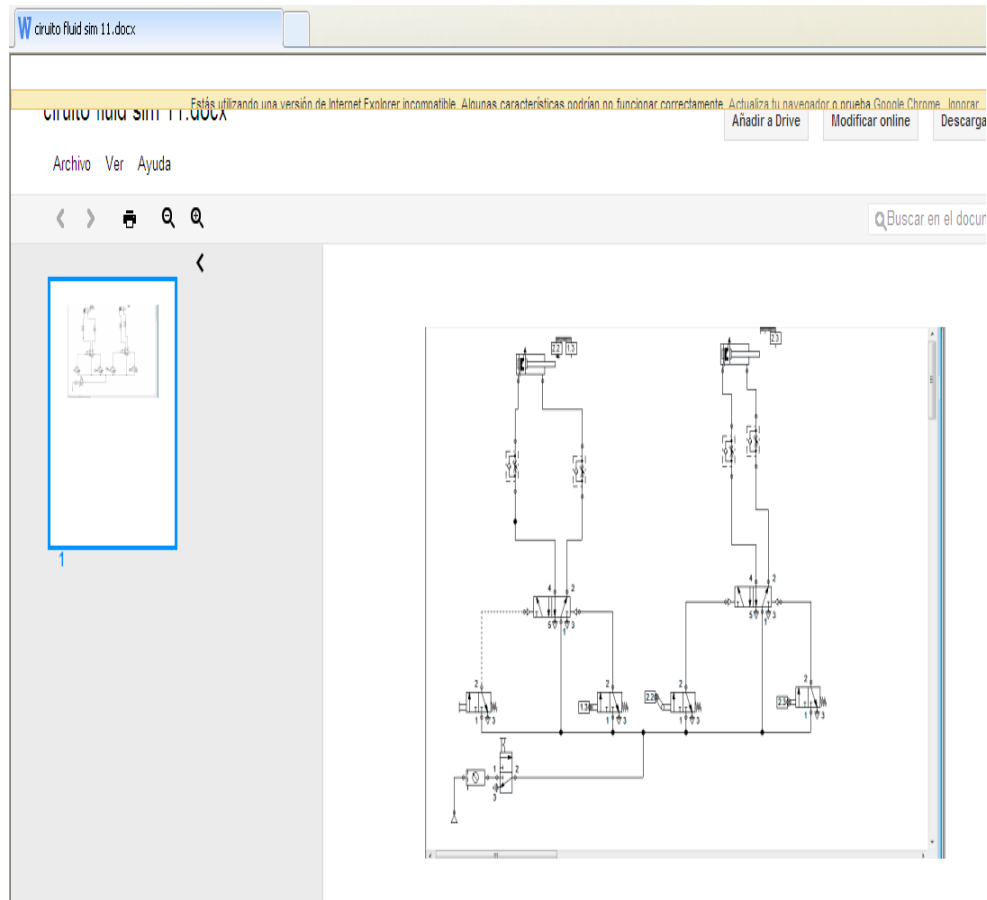 W ciruito fluid sim 11.docx
Estás utilizando una versión de Internet Explorer incompatible. Algunas características podrían no funcionar correctamente. Actualiza tu navegador o prueba Google Chrome. Ignorar
ciruito fluid sim 11.docx
Añadir a Drive Modificar online Descarga
Archivo Ver Ayuda
Buscar en el docum
1
2.2 1.3 2.3
4 2 4 2
5 1 3 5 1 3
2 2 2 2
1.3 2.2 2.3
1 3 1 3 1 3 1 3
1 2
3